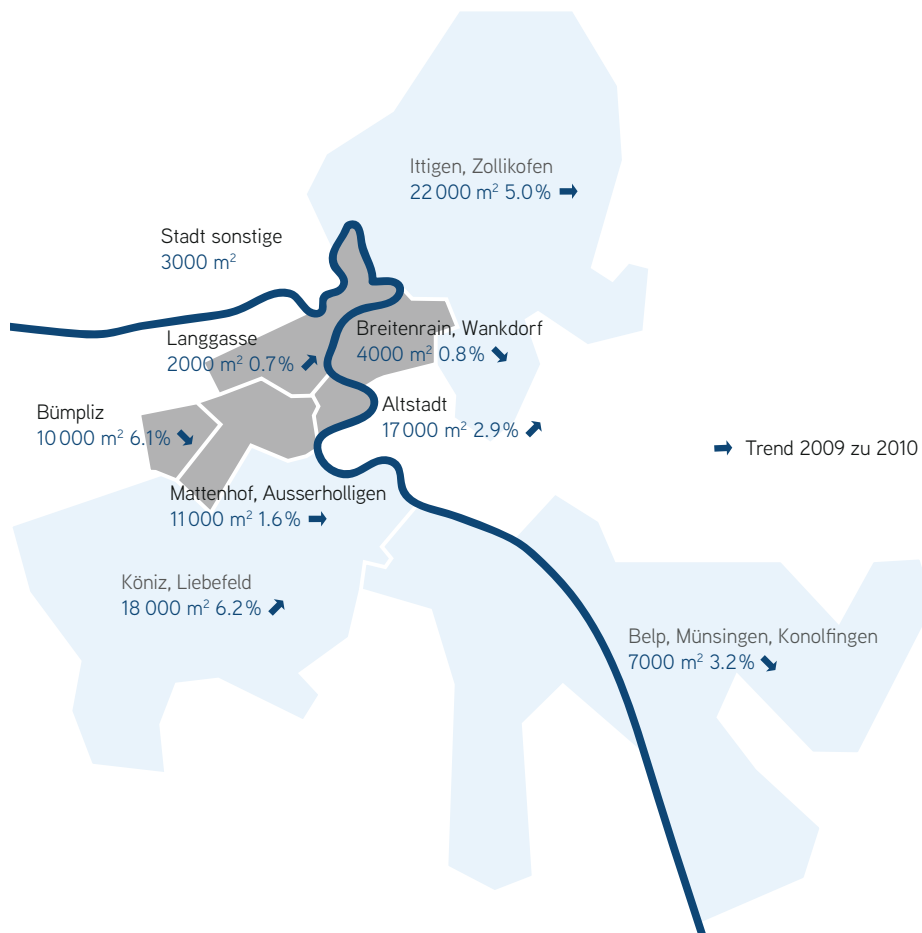 Ittigen, Zollikofen
22 000 m² 5.0 %
Stadt sonstige
3000 m²
Langgasse
2000 m² 0.7 %
Breitenrain, Wankdorf
4000 m² 0.8 %
Bümpliz
10 000 m² 6.1 %
Altstadt
17 000 m² 2.9 %
Trend 2009 zu 2010
Mattenhof, Ausserholligen
11 000 m² 1.6 %
Köniz, Liebefeld
18 000 m² 6.2 %
Belp, Münsingen, Konolfingen
7000 m² 3.2 %